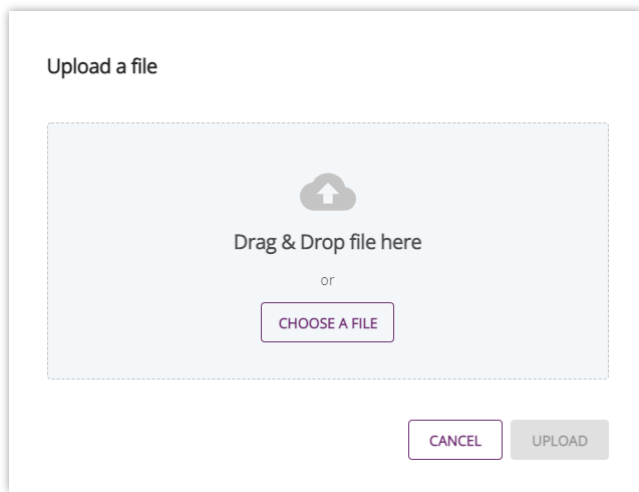 Upload a file
Drag & Drop file here
or
CHOOSE A FILE
CANCEL
UPLOAD